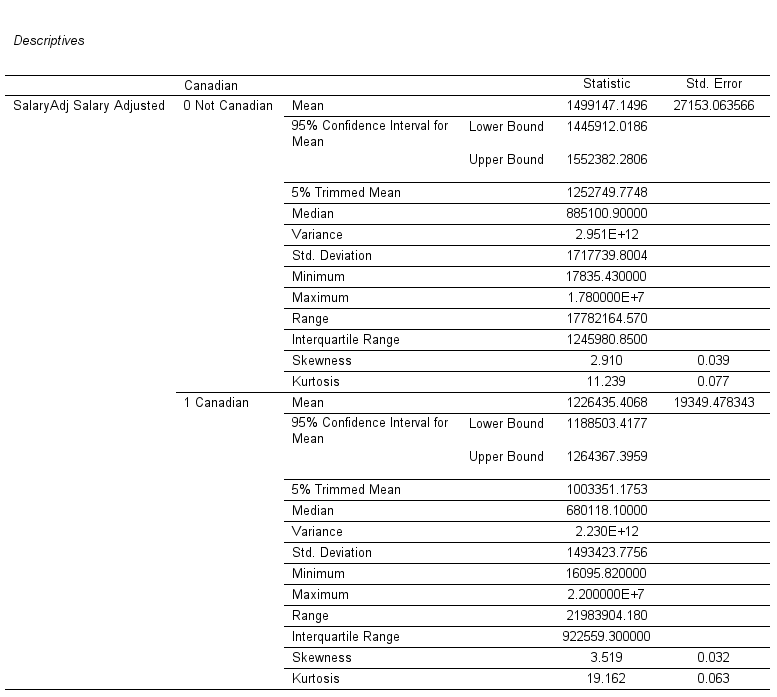 Descriptives
Canadian Statistic Std. Error
SalaryAdj Salary Adjusted 0 Not Canadian Mean 1499147.1496 27153.063566
95% Confidence Interval for Mean Lower Bound 1445912.0186
Upper Bound 1552382.2806
5% Trimmed Mean 1252749.7748
Median 885100.90000
Variance 2.951E+12
Std. Deviation 1717739.8004
Minimum 17835.430000
Maximum 1.780000E+7
Range 17782164.570
Interquartile Range 1245980.8500
Skewness 2.910 0.039
Kurtosis 11.239 0.077
1 Canadian Mean 1226435.4068 19349.478343
95% Confidence Interval for Mean Lower Bound 1188503.4177
Upper Bound 1264367.3959
5% Trimmed Mean 1003351.1753
Median 680118.10000
Variance 2.230E+12
Std. Deviation 1493423.7756
Minimum 16095.820000
Maximum 2.200000E+7
Range 21983904.180
Interquartile Range 922559.300000
Skewness 3.519 0.032
Kurtosis 19.162 0.063